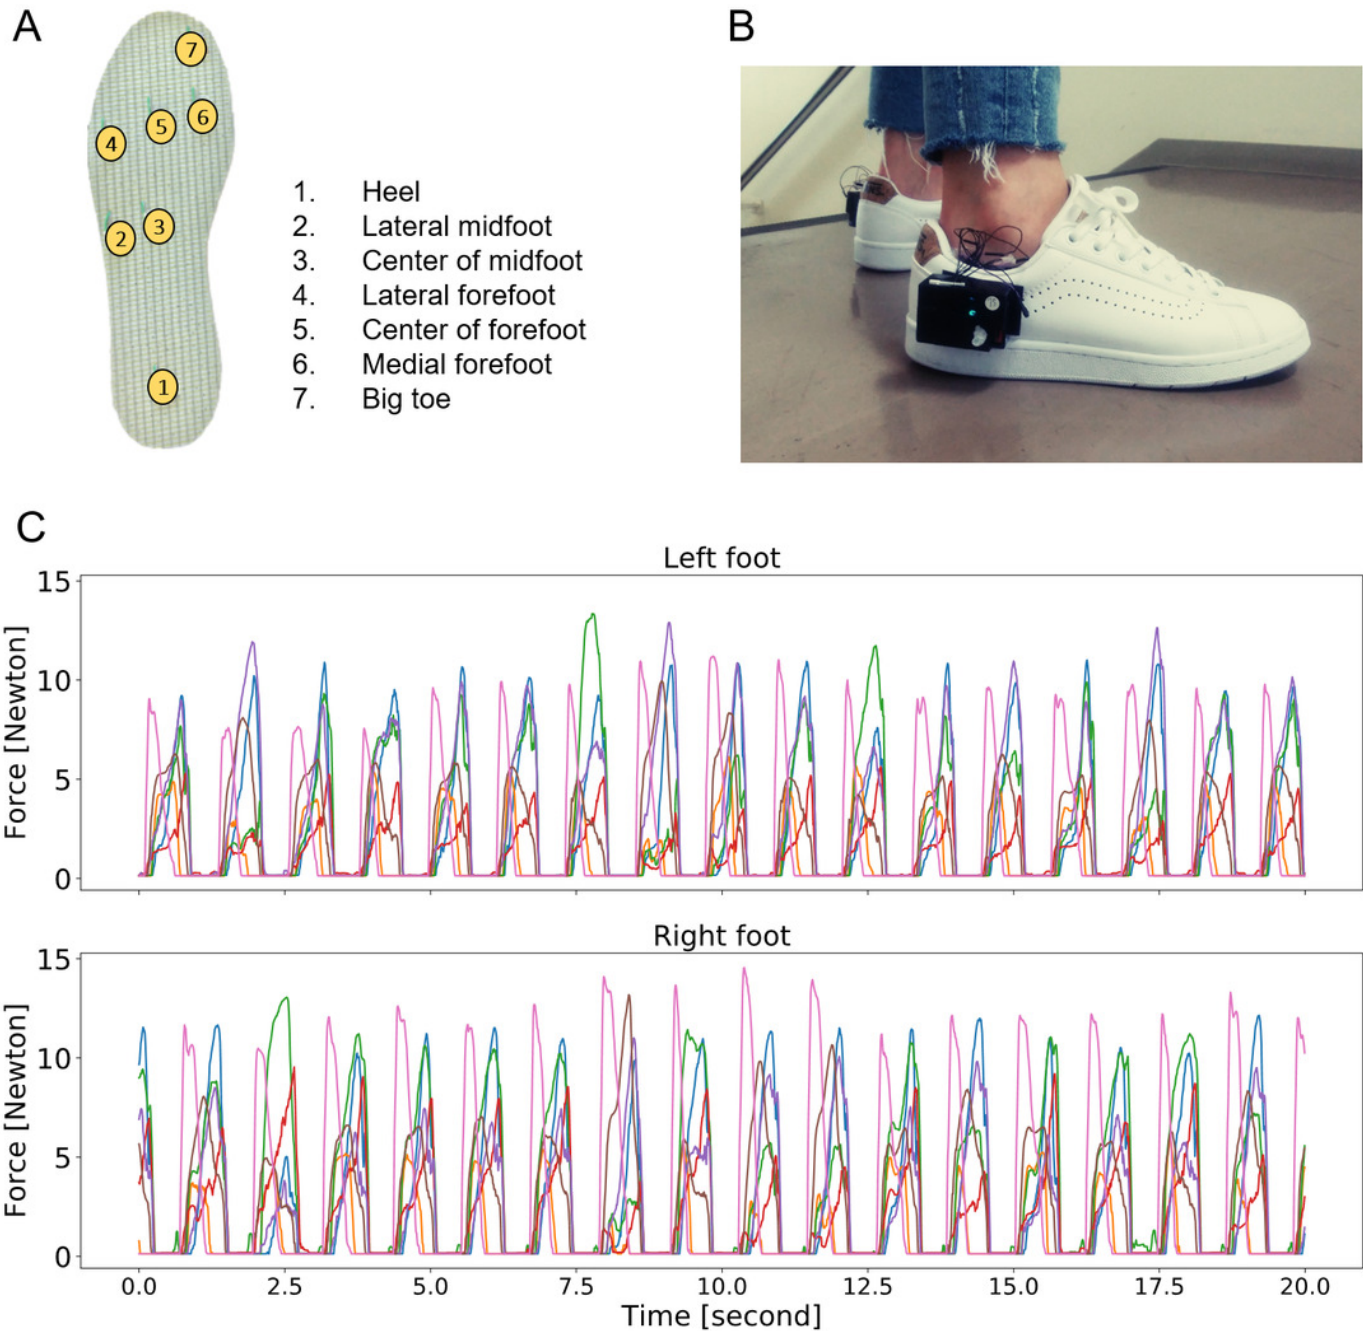 A
7
6
5
4
3
2
1
1. Heel
2. Lateral midfoot
3. Center of midfoot
4. Lateral forefoot
5. Center of forefoot
6. Medial forefoot
7. Big toe
B
C
Left foot
15
10
5
0
Force [Newton]
Right foot
15
10
5
0
Force [Newton]
0.0 2.5 5.0 7.5 10.0 12.5 15.0 17.5 20.0
Time [second]